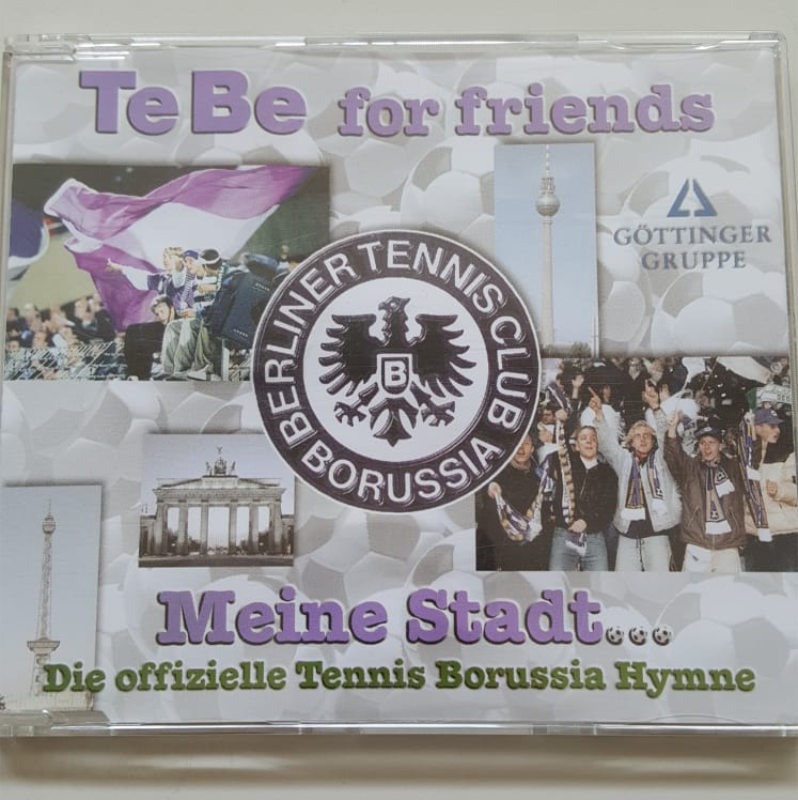 TeBe for friends
GÖTTINGER
GRUPPE
BERLINER TENNIS CLUB
BORUSSIA
B
Meine Stadt...
Die offizielle Tennis Borussia Hymne